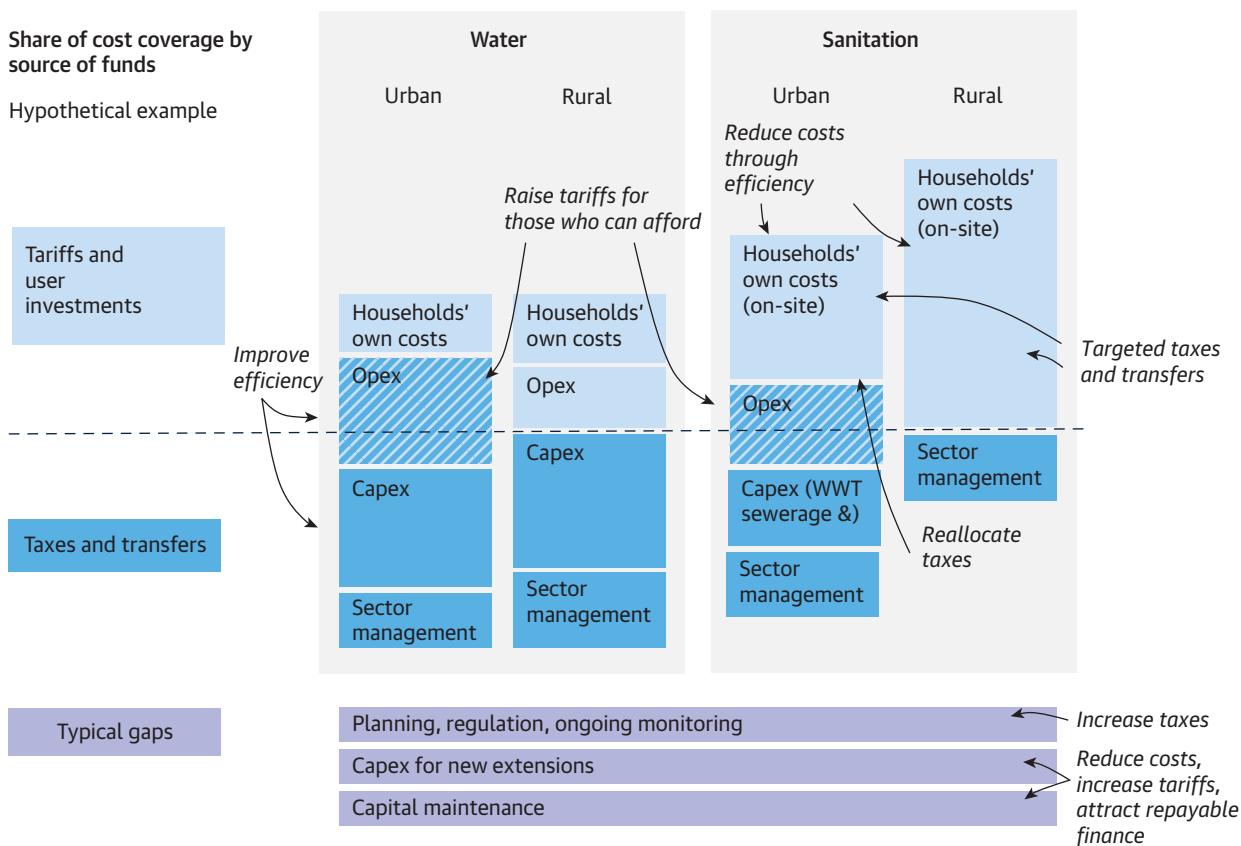 Share of cost coverage by
source of funds
Hypothetical example
Water
Urban
Rural
Sanitation
Urban
Rural
Reduce costs
through
efficiency
Raise tariffs for
those who can afford
Tariffs and
user
investments
Improve
efficiency
Households'
own costs
Opex
Capex
Sector
management
Households'
own costs
Opex
Capex
Sector
management
Households'
own costs
(on-site)
Opex
Capex (WWT
sewerage &)
Sector
management
Households'
own costs
(on-site)
Sector
management
Targeted taxes
and transfers
Reallocate
taxes
Taxes and transfers
Typical gaps
Planning, regulation, ongoing monitoring
Capex for new extensions
Capital maintenance
Increase taxes
Reduce costs,
increase tariffs,
attract repayable
finance